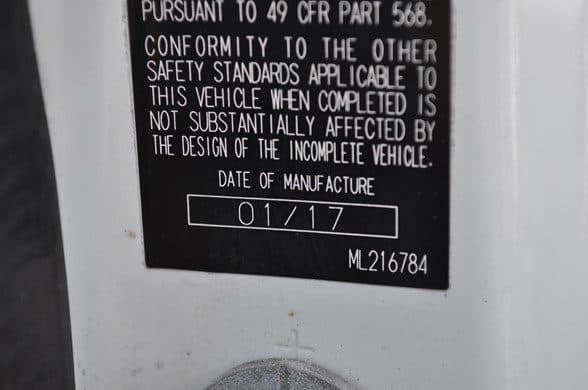 PURSUANT TO 49 CFR PART 568.
CONFORMITY TO THE OTHER
SAFETY STANDARDS APPLICABLE TO
THIS VEHICLE WHEN COMPLETED IS
NOT SUBSTANTIALLY AFFECTED BY
THE DESIGN OF THE INCOMPLETE VEHICLE.
DATE OF MANUFACTURE
01/17
ML216784